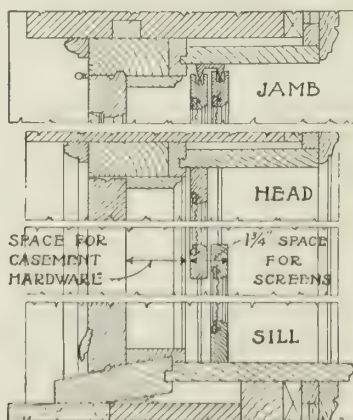 JAMB
HEAD
SPACE FOR
CASEMENT
HARDWARE
1¾" SPACE
FOR
SCREENS
SILL